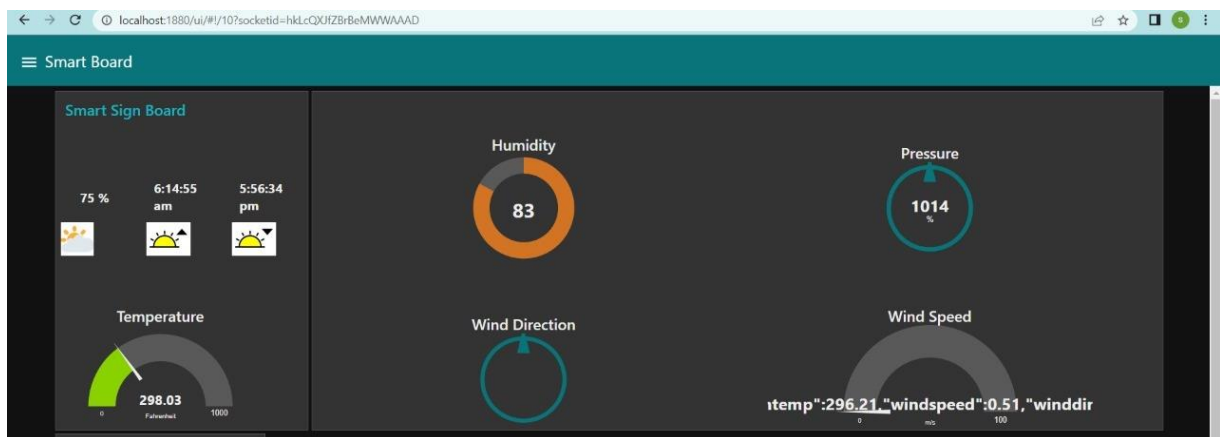 localhost:1880/ui/#!/10?socketid=hkLcQXJfZBrBeMWWAAAD
S
Smart Board
Smart Sign Board
75 %
6:14:55
am
5:56:34
pm
Temperature
298.03
Fahrenheit
0
1000
Humidity
83
Pressure
1014
%
Wind Direction
Wind Speed
ıtemp":296.21,"windspeed":0.51,"winddir
0
m/s
100